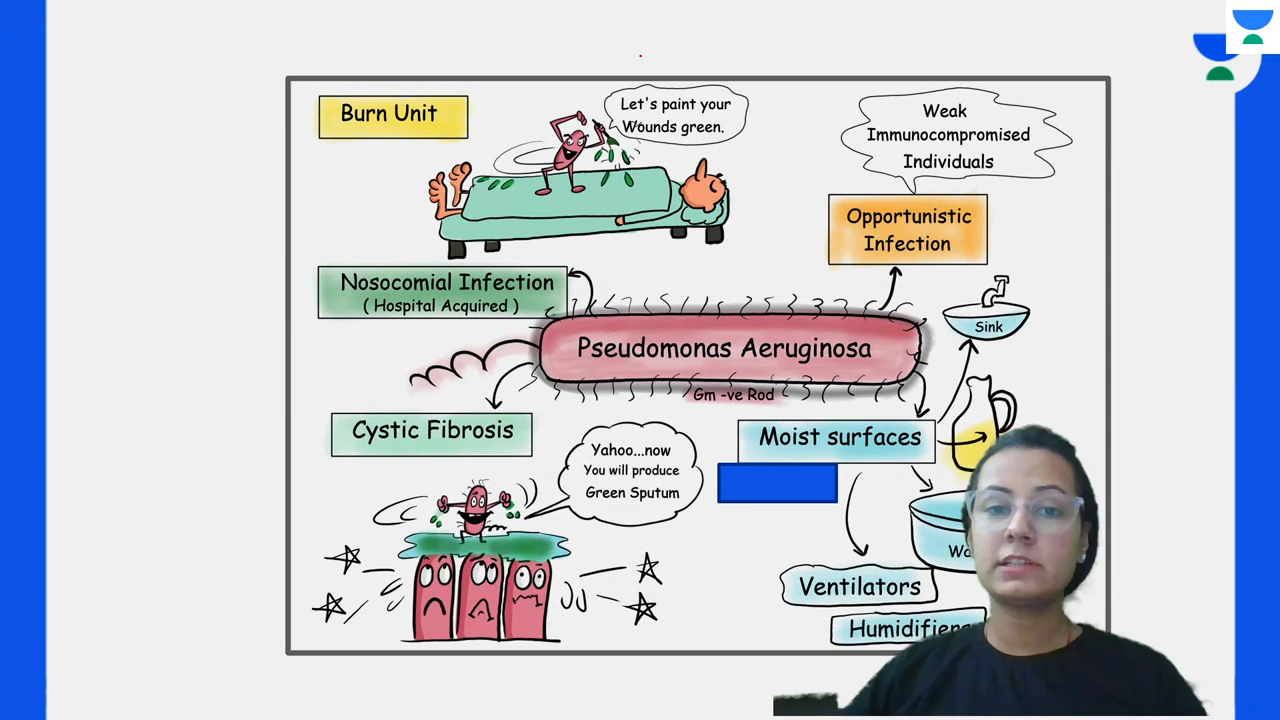 Burn Unit
Let's paint your
Wounds green.
Weak
Immunocompromised
Individuals
Opportunistic
Infection
Nosocomial Infection
( Hospital Acquired )
Sink
Pseudomonas Aeruginosa
Gm -ve Rod
Cystic Fibrosis
Moist surfaces
Yahoo...now
You will produce
Green Sputum
Ventilators